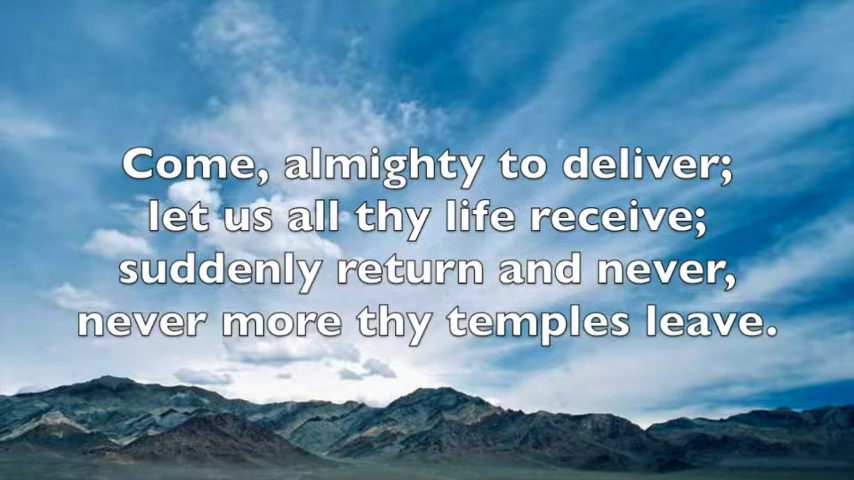 Come, almighty to deliver;
let us all thy life receive;
suddenly return and never,
never more thy temples leave.